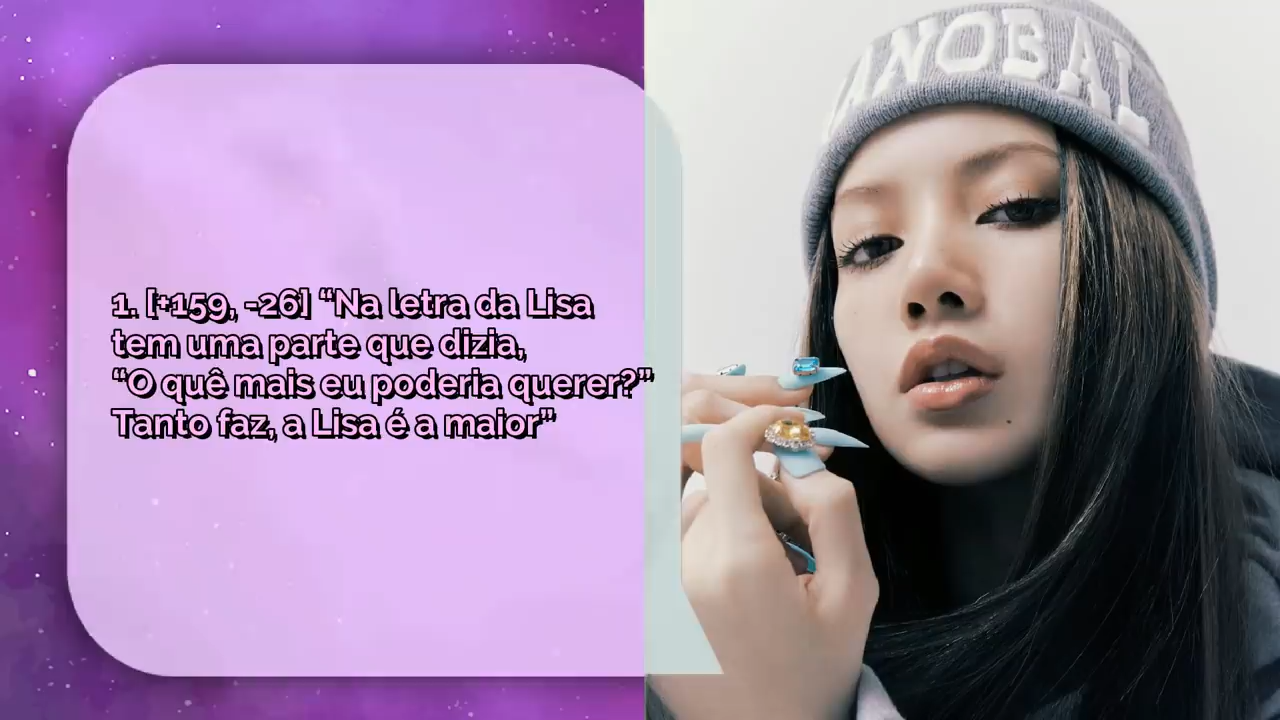 1. [+159, -26] “Na letra da Lisa
tem uma parte que dizia,
“O quê mais eu poderia querer?”
Tanto faz, a Lisa é a maior”
ANOBAL